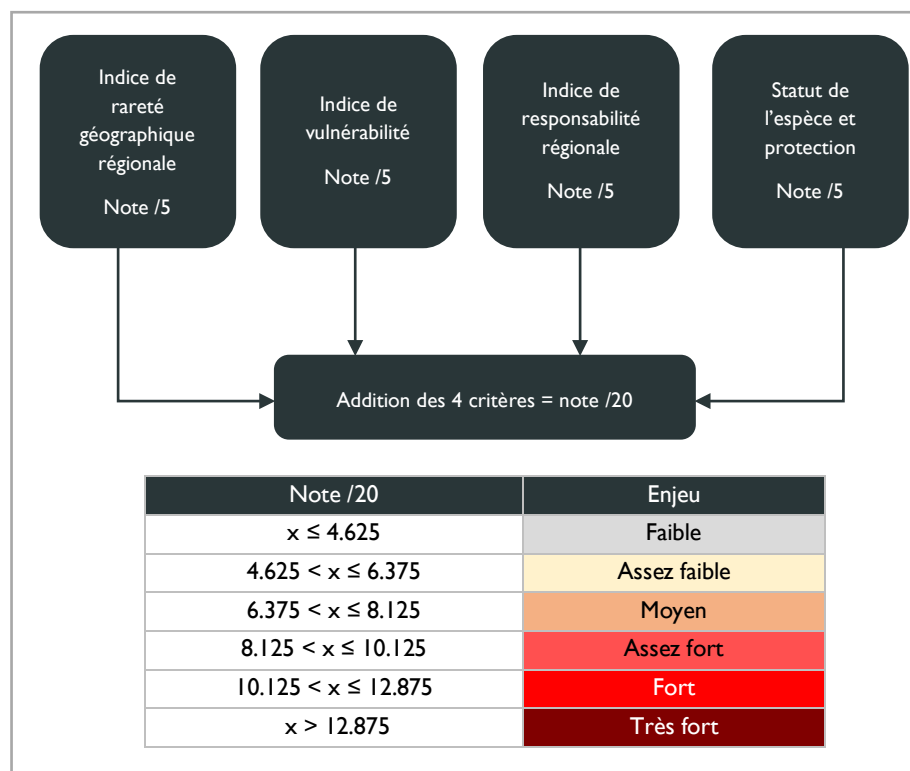 Indice de
rareté
géographique
régionale
Note /5
Indice de
vulnérabilité
Note /5
Indice de
responsabilité
régionale
Note /5
Statut de
l'espèce et
protection
Note /5
Addition des 4 critères = note /20
Note /20 Enjeu
x ≤ 4.625 Faible
4.625 < x ≤ 6.375 Assez faible
6.375 < x ≤ 8.125 Moyen
8.125 < x ≤ 10.125 Assez fort
10.125 < x ≤ 12.875 Fort
x > 12.875 Très fort